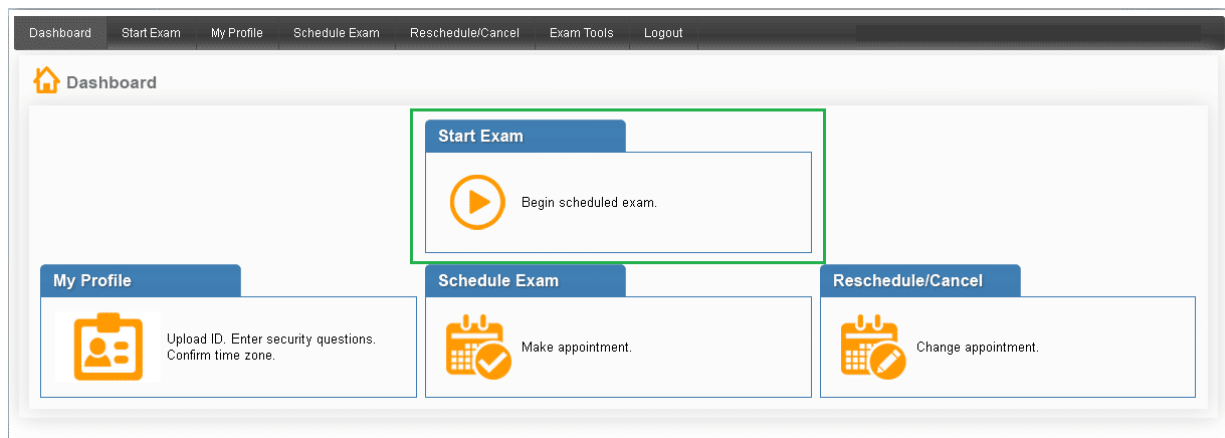 Dashboard Start Exam My Profile Schedule Exam Reschedule/Cancel Exam Tools Logout
Dashboard
Start Exam
Begin scheduled exam.
My Profile
Upload ID. Enter security questions.
Confirm time zone.
Schedule Exam
Make appointment.
Reschedule/Cancel
Change appointment.